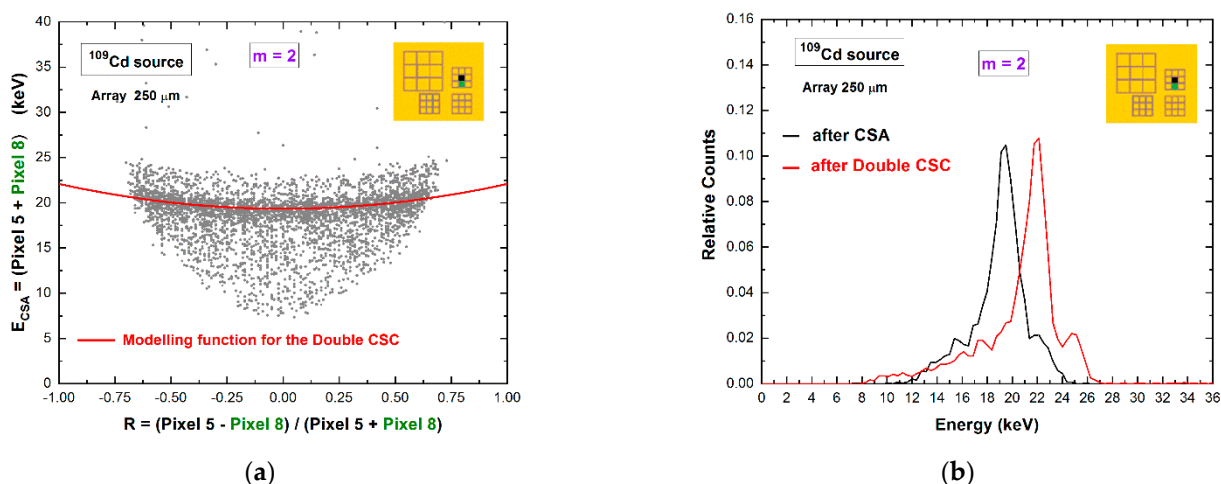 40
35
30
25
20
15
10
5
0
E_CSA = (Pixel 5 + Pixel 8) (keV)
¹⁰⁹Cd source
m = 2
Array 250 μm
Modelling function for the Double CSC
-1.00 -0.75 -0.50 -0.25 0.00 0.25 0.50 0.75 1.00
R = (Pixel 5 - Pixel 8) / (Pixel 5 + Pixel 8)
(a)
0.16
0.14
0.12
0.10
0.08
0.06
0.04
0.02
0.00
Relative Counts
¹⁰⁹Cd source
m = 2
Array 250 μm
after CSA
after Double CSC
0 2 4 6 8 10 12 14 16 18 20 22 24 26 28 30 32 34 36
Energy (keV)
(b)